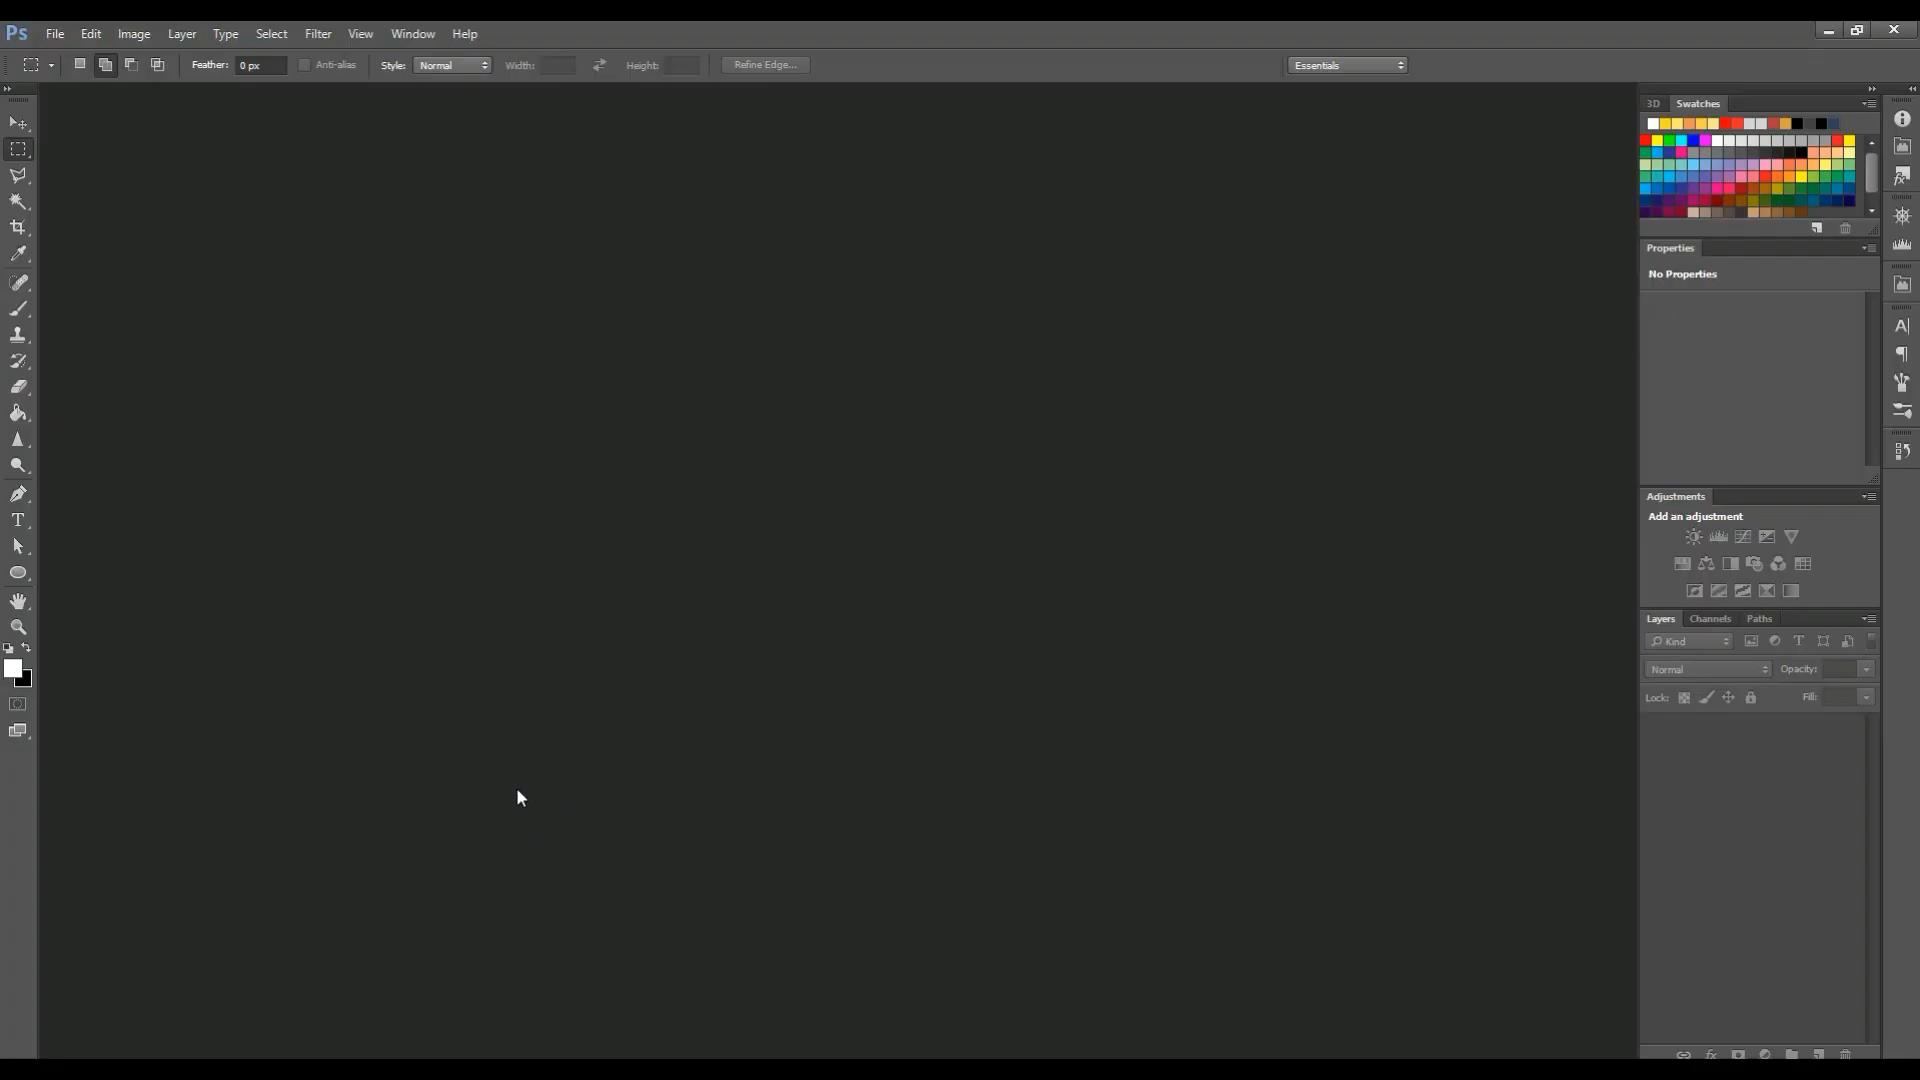 Ps File Edit Image Layer Type Select Filter View Window Help
Feather: 0 px Anti-alias Style: Normal Width: Height: Refine Edge... Essentials
3D Swatches
Properties
No Properties
Adjustments
Add an adjustment
Layers Channels Paths
Kind
Normal Opacity:
Lock: Fill: